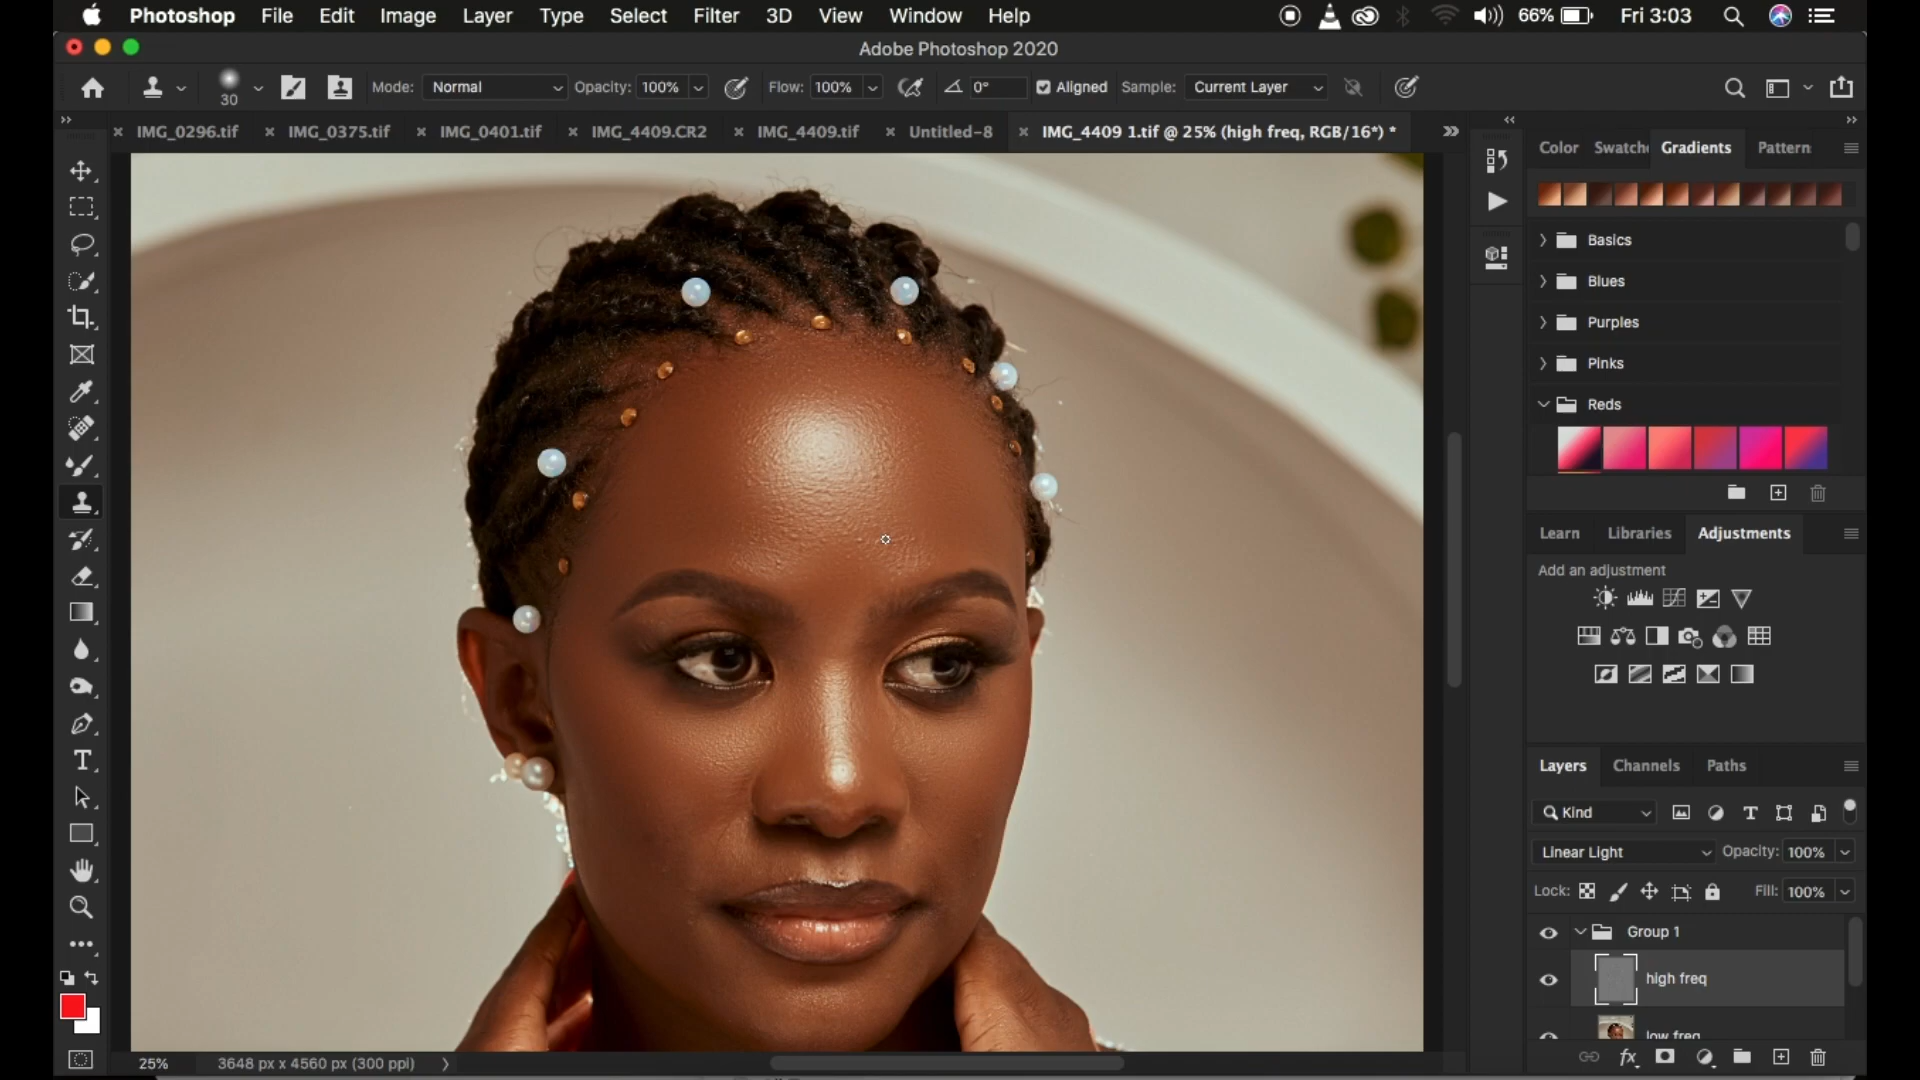 Photoshop File Edit Image Layer Type Select Filter 3D View Window Help 66% Fri 3:03
Adobe Photoshop 2020
30 Mode: Normal Opacity: 100% Flow: 100% 0° Aligned Sample: Current Layer
IMG_0296.tif IMG_0375.tif IMG_0401.tif IMG_4409.CR2 IMG_4409.tif Untitled-8 IMG_4409 1.tif @ 25% (high freq, RGB/16*) *
Color Swatche Gradients Pattern
Basics
Blues
Purples
Pinks
Reds
Learn Libraries Adjustments
Add an adjustment
Layers Channels Paths
Kind
Linear Light Opacity: 100%
Lock: Fill: 100%
Group 1
high freq
low freq
25% 3648 px x 4560 px (300 ppi)